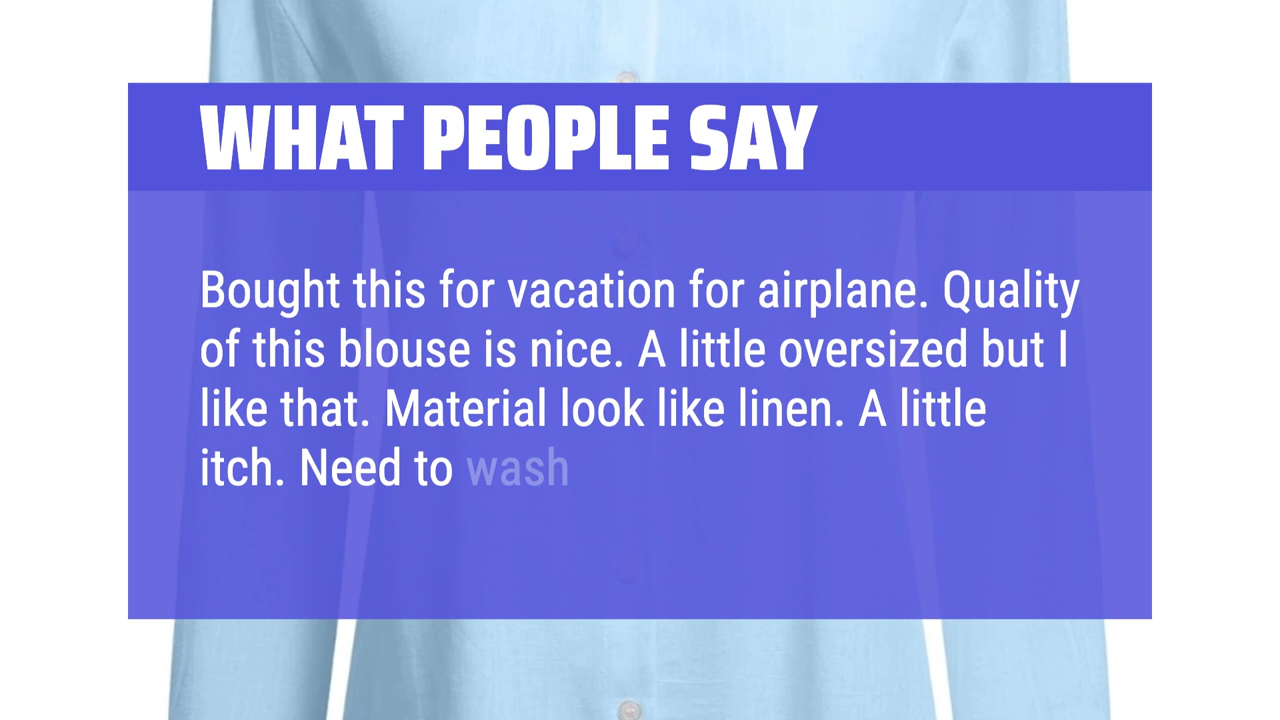 WHAT PEOPLE SAY
Bought this for vacation for airplane. Quality
of this blouse is nice. A little oversized but I
like that. Material look like linen. A little
itch. Need to wash